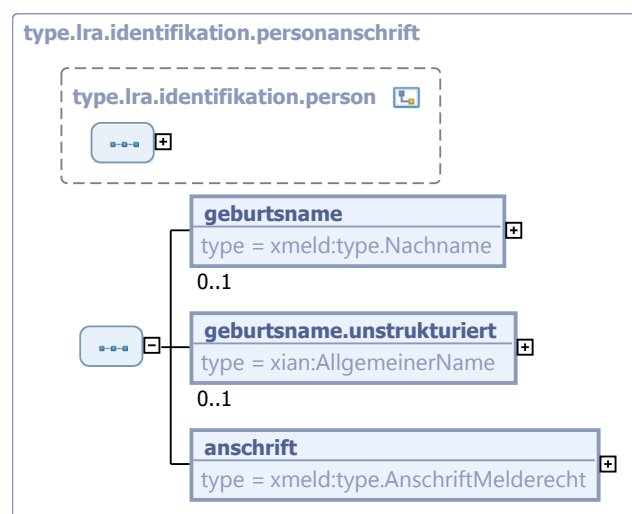 type.lra.identifikation.personanschrift
type.lra.identifikation.person
geburtsname
type = xmeld:type.Nachname
0..1
geburtsname.unstrukturiert
type = xian:AllgemeinerName
0..1
anschrift
type = xmeld:type.AnschriftMelderecht